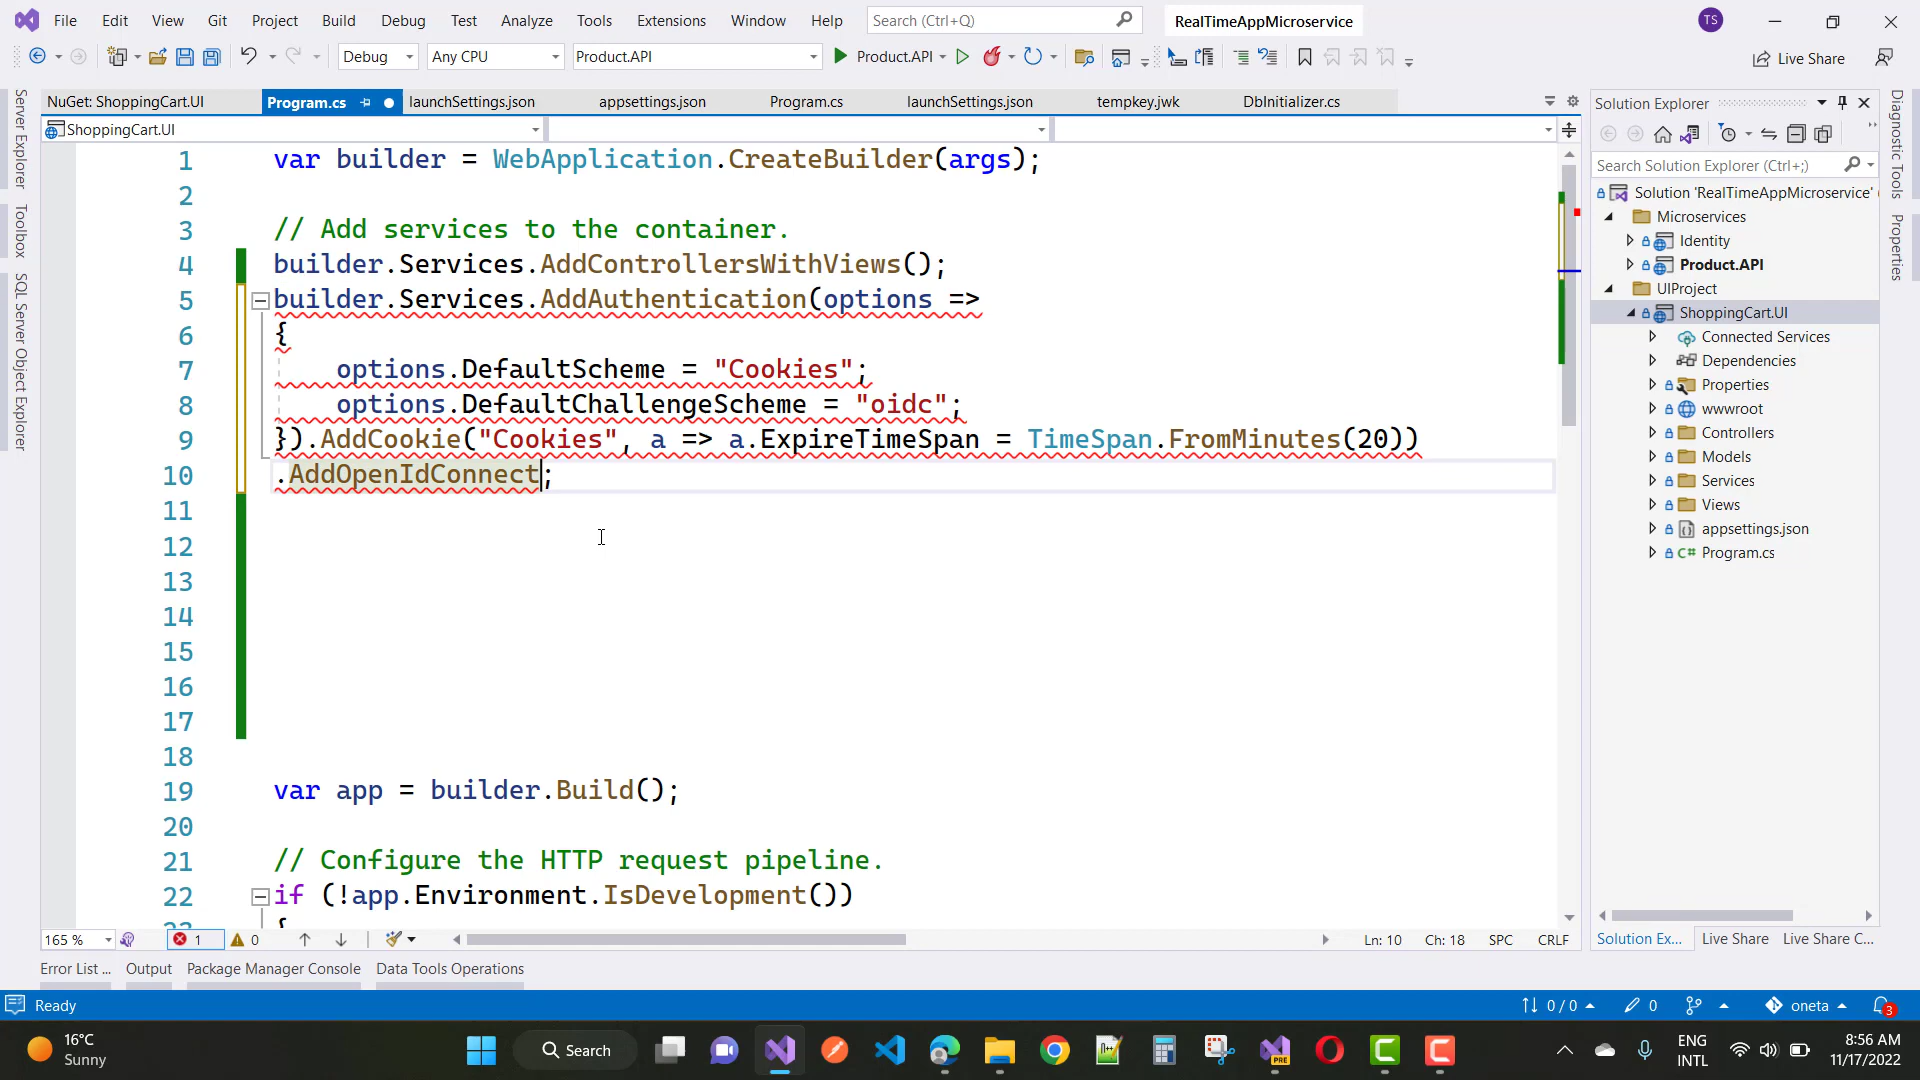 File Edit View Git Project Build Debug Test Analyze Tools Extensions Window Help Search (Ctrl+Q) RealTimeAppMicroservice TS
Debug Any CPU Product.API Product.API Live Share
NuGet: ShoppingCart.UI Program.cs launchSettings.json appsettings.json Program.cs launchSettings.json tempkey.jwk DbInitializer.cs
ShoppingCart.UI
Server Explorer
Toolbox
SQL Server Object Explorer
1 var builder = WebApplication.CreateBuilder(args);
2
3 // Add services to the container.
4 builder.Services.AddControllersWithViews();
5 builder.Services.AddAuthentication(options =>
6 {
7 options.DefaultScheme = "Cookies";
8 options.DefaultChallengeScheme = "oidc";
9 }).AddCookie("Cookies", a => a.ExpireTimeSpan = TimeSpan.FromMinutes(20))
10 .AddOpenIdConnect;
11
12
13
14
15
16
17
18
19 var app = builder.Build();
20
21 // Configure the HTTP request pipeline.
22 if (!app.Environment.IsDevelopment())
23 {
165 % 1 0 Ln: 10 Ch: 18 SPC CRLF
Solution Explorer
Search Solution Explorer (Ctrl+;)
Solution 'RealTimeAppMicroservice' (
Microservices
Identity
Product.API
UIProject
ShoppingCart.UI
Connected Services
Dependencies
Properties
wwwroot
Controllers
Models
Services
Views
appsettings.json
Program.cs
Solution Ex... Live Share Live Share C...
Diagnostic Tools
Properties
Error List ... Output Package Manager Console Data Tools Operations
Ready 0 / 0 0 oneta 3
16°C
Sunny
Search
PRE
ENG
INTL
8:56 AM
11/17/2022